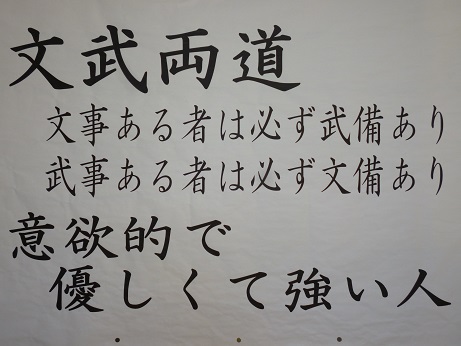 文武両道
文事ある者は必ず武備あり
武事ある者は必ず文備あり
意欲的で
優しくて強い人